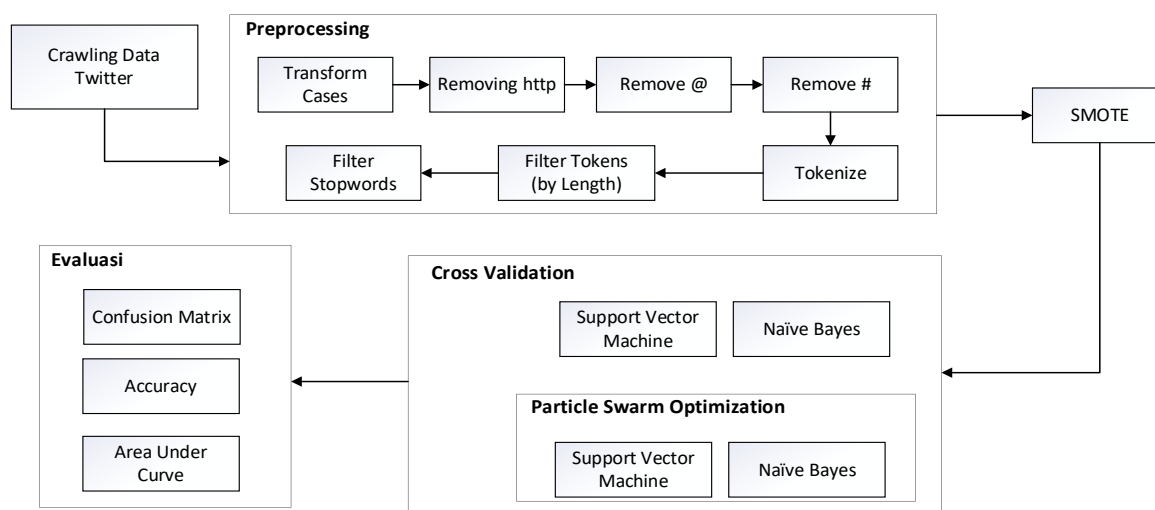 Crawling Data
Twitter
Preprocessing
Transform
Cases
Removing http
Remove @
Remove #
Tokenize
Filter Tokens
(by Length)
Filter
Stopwords
SMOTE
Cross Validation
Support Vector
Machine
Naïve Bayes
Particle Swarm Optimization
Support Vector
Machine
Naïve Bayes
Evaluasi
Confusion Matrix
Accuracy
Area Under
Curve